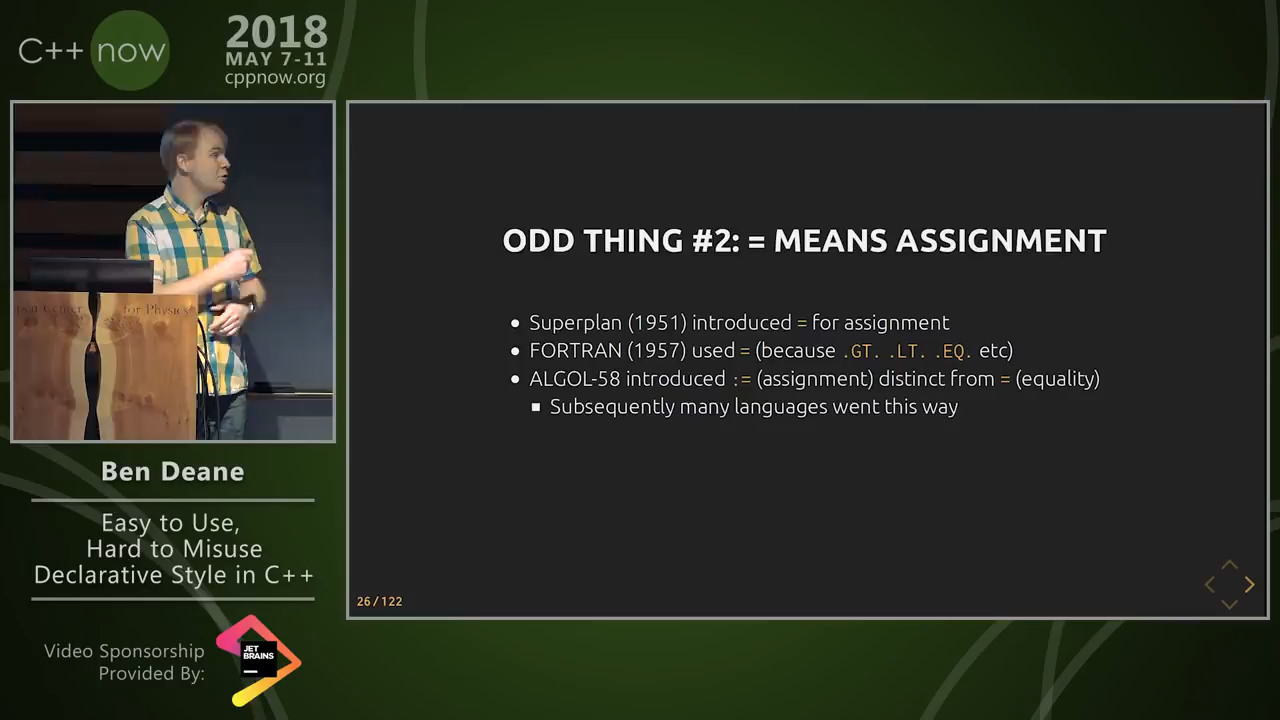 C++ now
2018
MAY 7-11
cppnow.org
for Physics
Ben Deane
Easy to Use,
Hard to Misuse
Declarative Style in C++
Video Sponsorship
Provided By:
JET
BRAINS
ODD THING #2: = MEANS ASSIGNMENT
Superplan (1951) introduced = for assignment
FORTRAN (1957) used = (because .GT. .LT. .EQ. etc)
ALGOL-58 introduced := (assignment) distinct from = (equality)
Subsequently many languages went this way
26 / 122